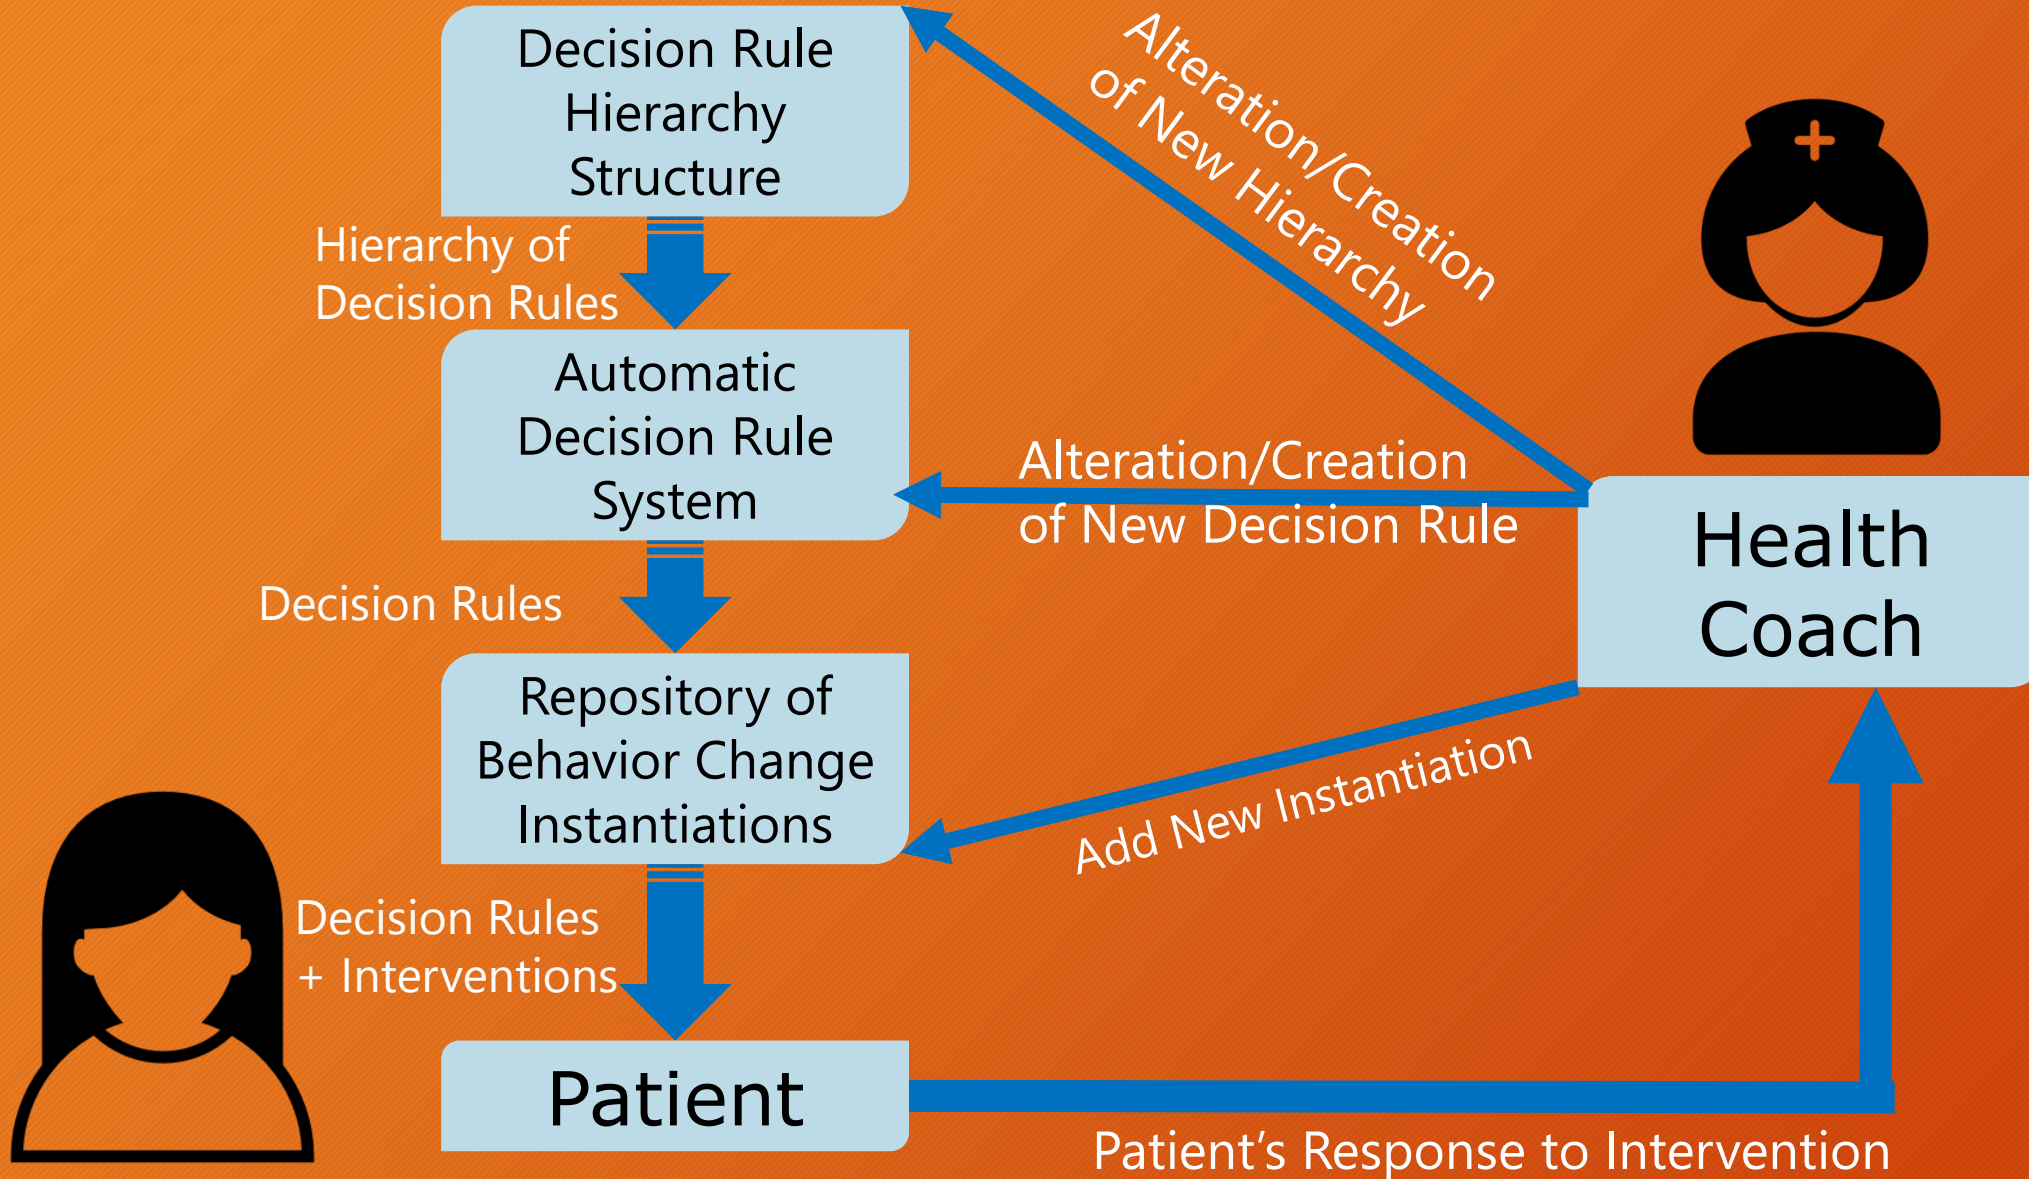 Decision Rule
Hierarchy
Structure
Alteration/Creation
of New Hierarchy
Hierarchy of
Decision Rules
Automatic
Decision Rule
System
Alteration/Creation
of New Decision Rule
Health
Coach
Decision Rules
Repository of
Behavior Change
Instantiations
Add New Instantiation
Decision Rules
+ Interventions
Patient
Patient’s Response to Intervention